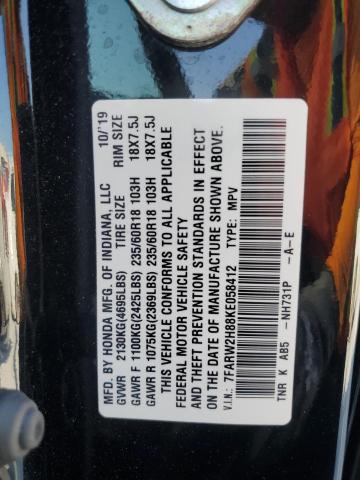 MFD. BY HONDA MFG. OF INDIANA, LLC 10/'19
GVWR 2130KG(4695LBS) TIRE SIZE RIM SIZE
GAWR F 1100KG(2425LBS) 235/60R18 103H 18X7.5J
GAWR R 1075KG(2369LBS) 235/60R18 103H 18X7.5J
THIS VEHICLE CONFORMS TO ALL APPLICABLE
FEDERAL MOTOR VEHICLE SAFETY
AND THEFT PREVENTION STANDARDS IN EFFECT
ON THE DATE OF MANUFACTURE SHOWN ABOVE.
V.I.N.: 7FARW2H88KE058412 TYPE: MPV
TNR K AB5 -NH731P -A-E